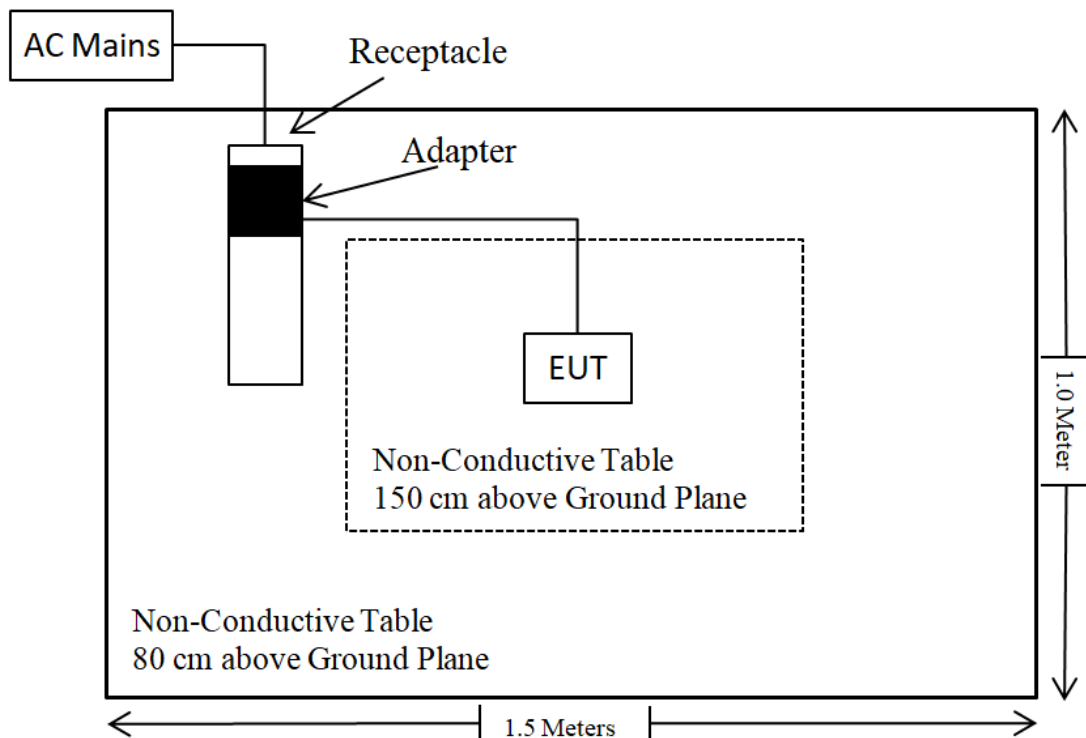 AC Mains
Receptacle
Adapter
EUT
Non-Conductive Table
150 cm above Ground Plane
Non-Conductive Table
80 cm above Ground Plane
1.0 Meter
1.5 Meters